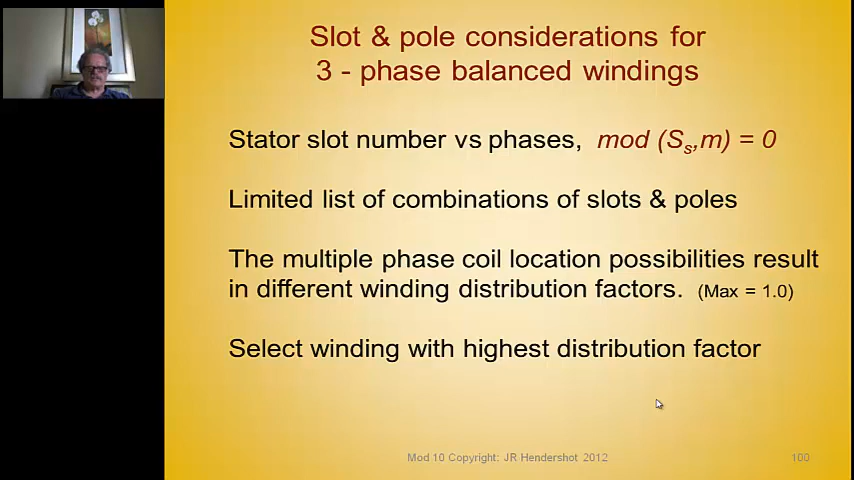 Slot & pole considerations for
3 - phase balanced windings
Stator slot number vs phases, mod (Ss,m) = 0
Limited list of combinations of slots & poles
The multiple phase coil location possibilities result
in different winding distribution factors. (Max = 1.0)
Select winding with highest distribution factor
Mod 10 Copyright: JR Hendershot 2012
100